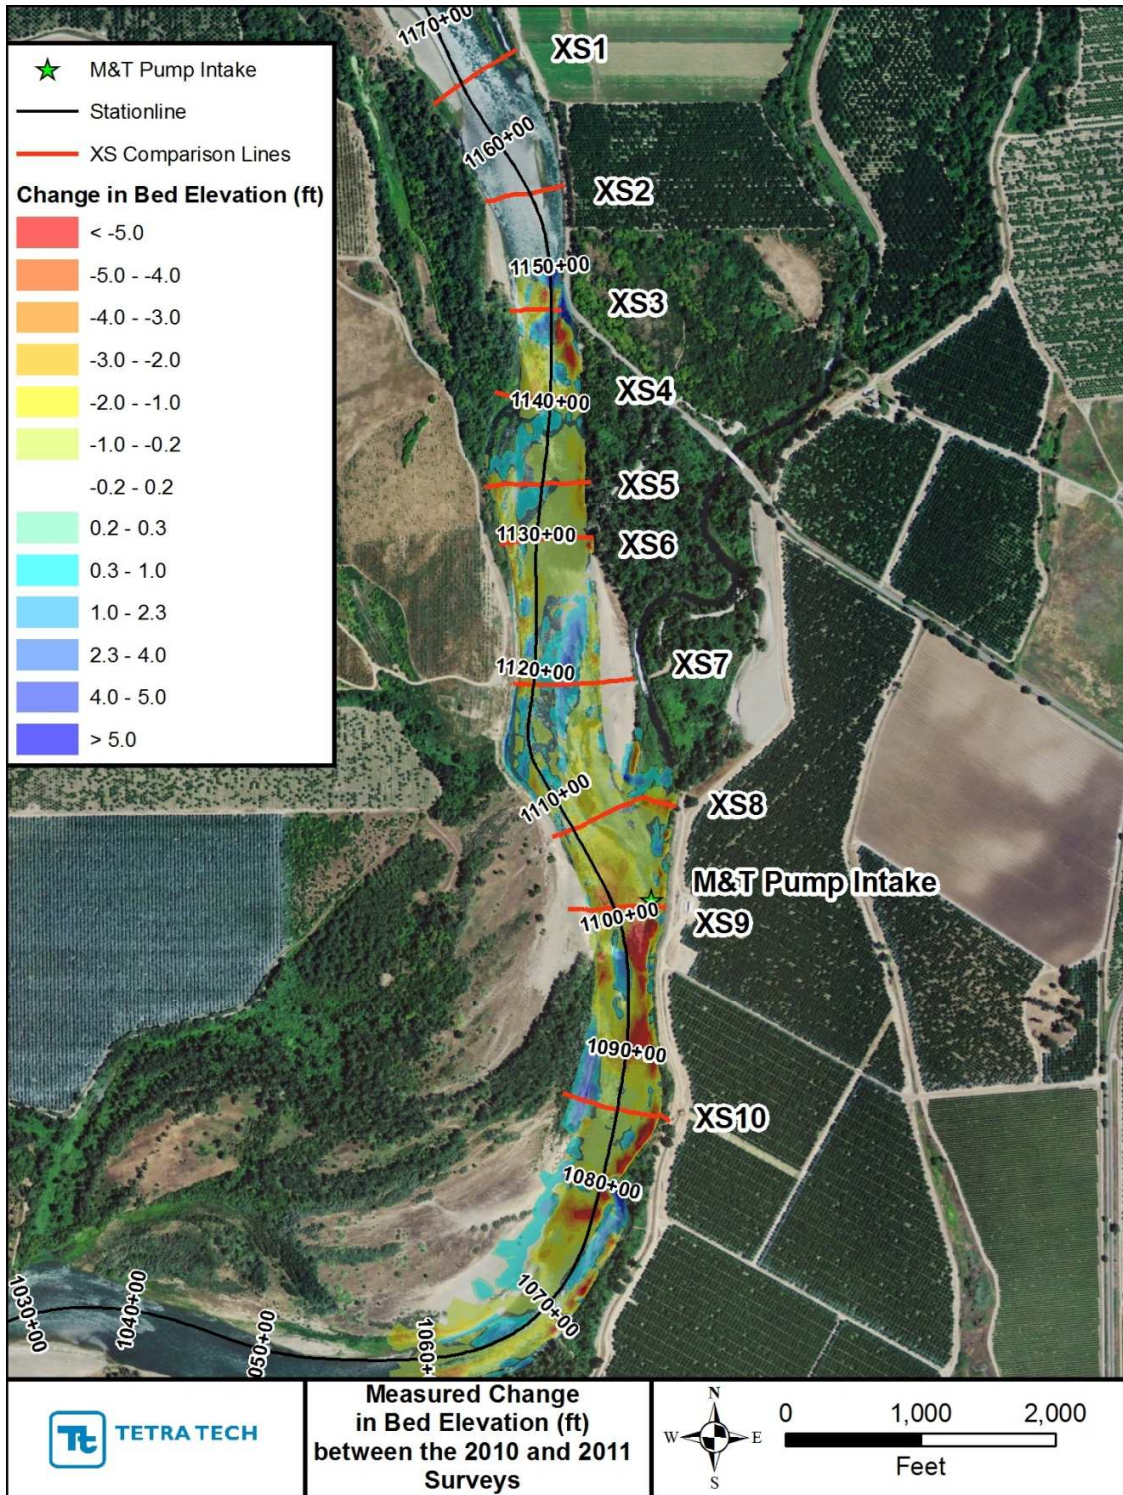 M&T Pump Intake
Stationline
XS Comparison Lines
Change in Bed Elevation (ft)
< -5.0
-5.0 - -4.0
-4.0 - -3.0
-3.0 - -2.0
-2.0 - -1.0
-1.0 - -0.2
-0.2 - 0.2
0.2 - 0.3
0.3 - 1.0
1.0 - 2.3
2.3 - 4.0
4.0 - 5.0
> 5.0
1170+00
XS1
1160+00
XS2
1150+00
XS3
XS4
1140+00
XS5
1130+00
XS6
1120+00
XS7
1110+00
XS8
M&T Pump Intake
1100+00
XS9
1090+00
XS10
1080+00
1070+00
1030+00
1040+00
050+00
1060+
TETRA TECH
Tt
Measured Change
in Bed Elevation (ft)
between the 2010 and 2011
Surveys
N
W
E
S
0
1,000
2,000
Feet